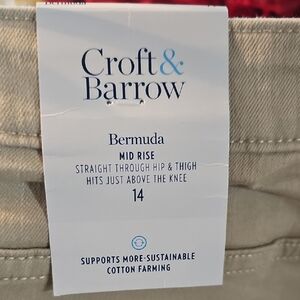 Bermuda
Croft&
Barrow
Bermuda
MID RISE
STRAIGHT THROUGH HIP & THIGH
HITS JUST ABOVE THE KNEE
14
SUPPORTS MORE-SUSTAINABLE
COTTON FARMING